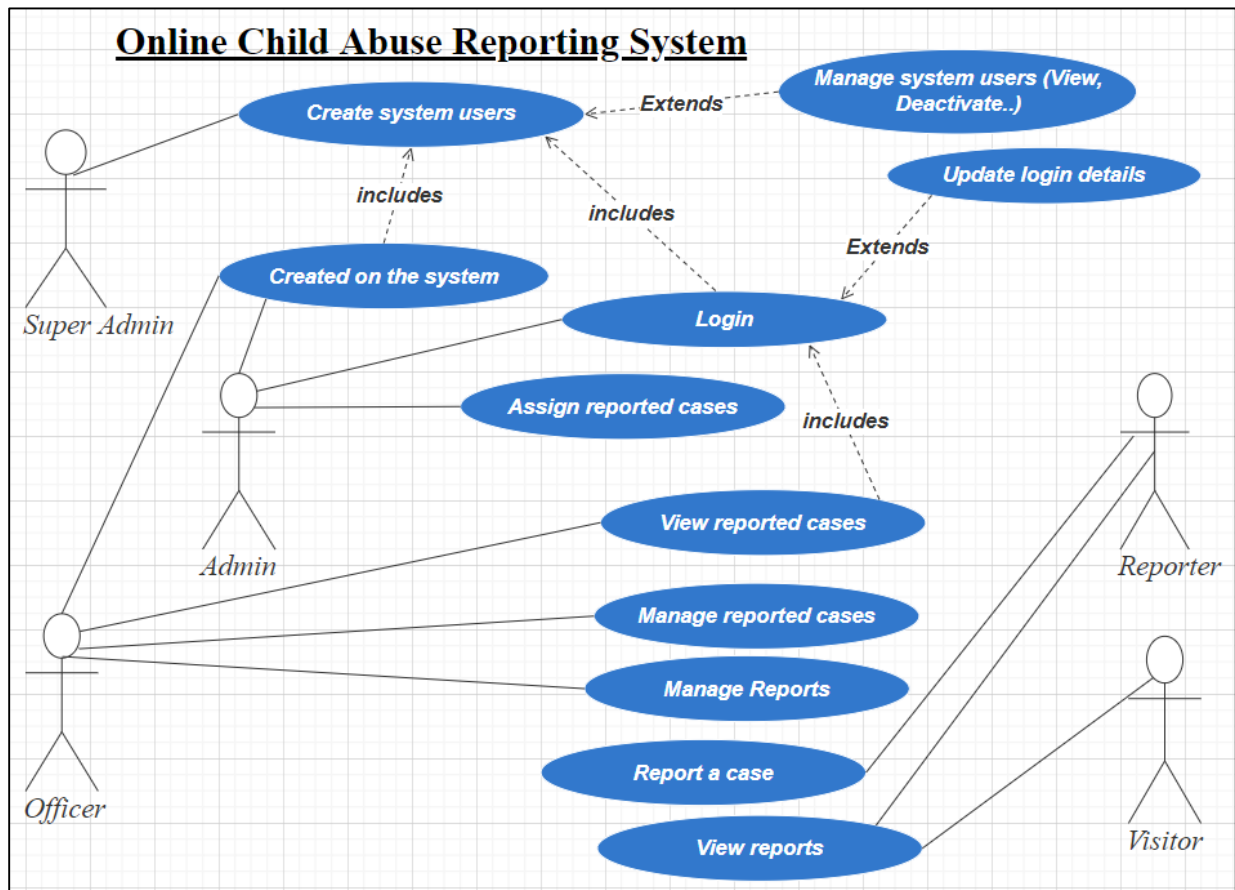 Online Child Abuse Reporting System
Create system users
Extends
Manage system users (View,
Deactivate..)
Update login details
includes
includes
Extends
Created on the system
Super Admin
Login
Assign reported cases
includes
View reported cases
Admin
Reporter
Manage reported cases
Manage Reports
Report a case
Officer
View reports
Visitor